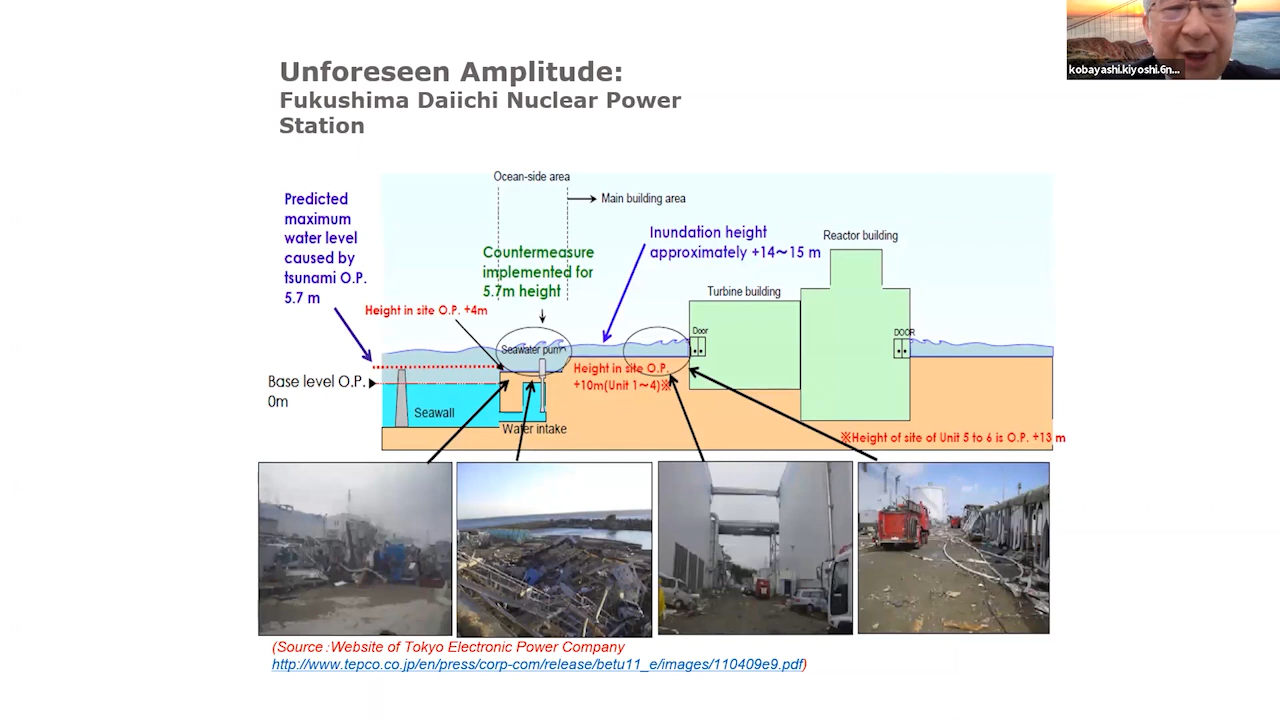 kobayashi.kiyoshi.6n...
Unforeseen Amplitude:
Fukushima Daiichi Nuclear Power
Station
Ocean-side area
Main building area
Predicted
maximum
water level
caused by
tsunami O.P.
5.7 m
Inundation height
approximately +14～15 m
Reactor building
Countermeasure
implemented for
5.7m height
Turbine building
Height in site O.P. +4m
Door
DOOR
Seawater pum
Height in site O.P.
+10m(Unit 1～4)※
Base level O.P.
0m
Seawall
Water intake
※Height of site of Unit 5 to 6 is O.P. +13 m
(Source：Website of Tokyo Electronic Power Company
http://www.tepco.co.jp/en/press/corp-com/release/betu11_e/images/110409e9.pdf)